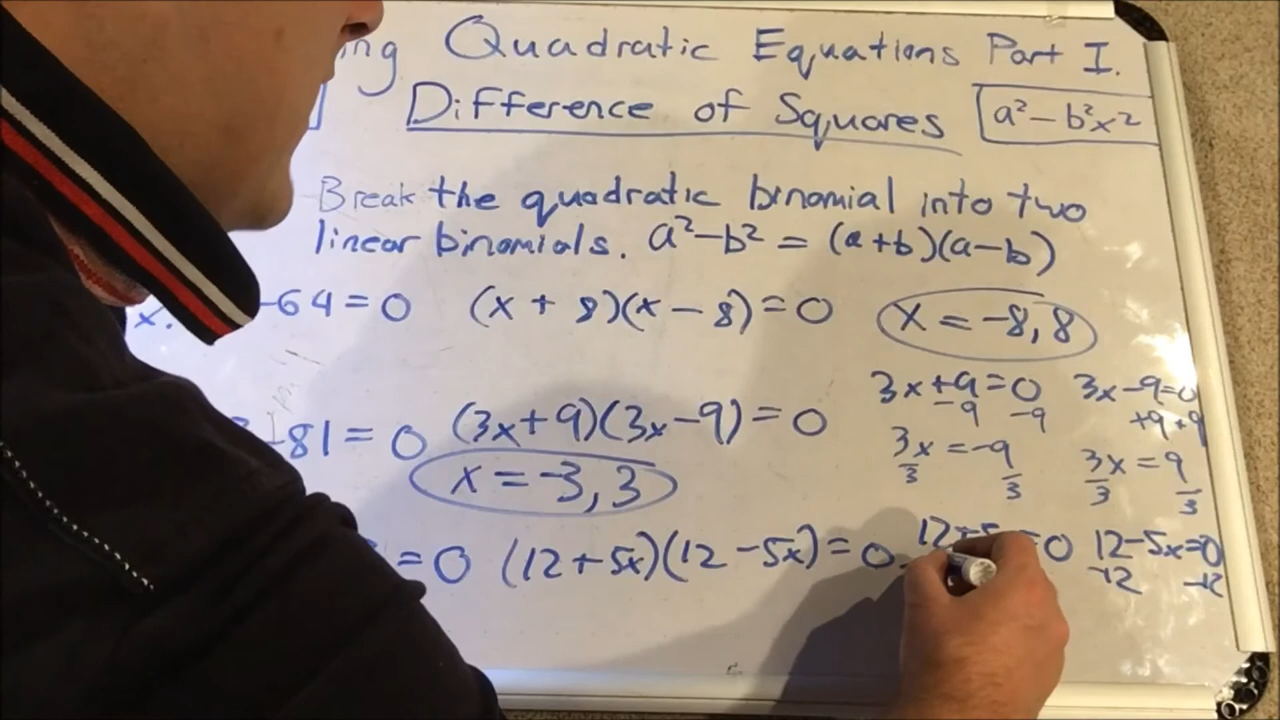 ng Quadratic Equations Part I.
Difference of Squares a²-b²x²
Break the quadratic binomial into two
linear binomials. a²-b² = (a+b)(a-b)
x. -64=0 (x+8)(x-8)=0 x=-8,8
3x+9=0 3x-9=0
-9 -9 +9 +9
-81=0 (3x+9)(3x-9)=0
3x=-9 3x=9
3 3 3 3
x=-3,3
=0 (12+5x)(12-5x)=0 12+5 =0 12-5x=0
-12 -12